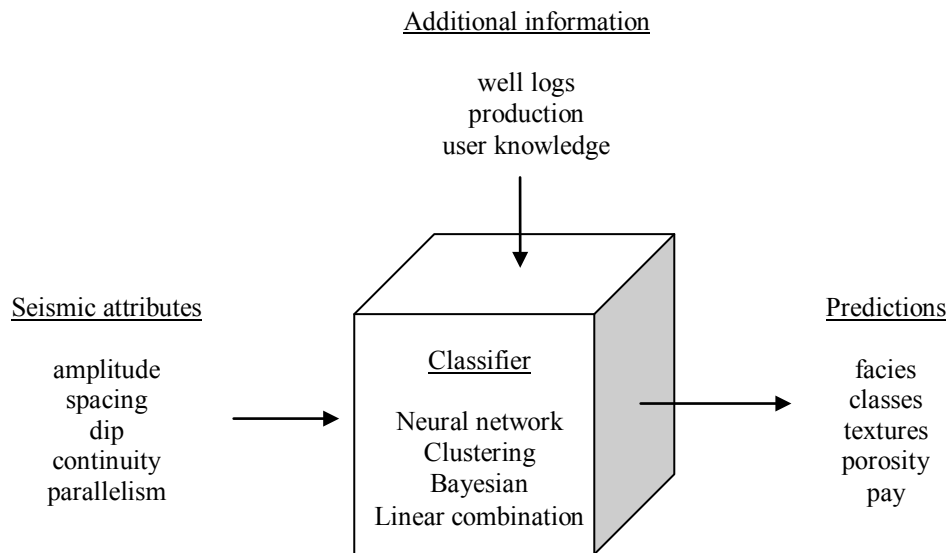 Additional information
well logs
production
user knowledge
Seismic attributes
amplitude
spacing
dip
continuity
parallelism
Classifier
Neural network
Clustering
Bayesian
Linear combination
Predictions
facies
classes
textures
porosity
pay